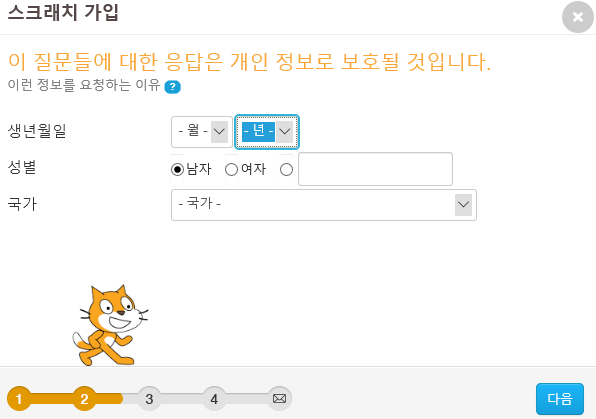 스크래치 가입
이 질문들에 대한 응답은 개인 정보로 보호될 것입니다.
이런 정보를 요청하는 이유 ?
생년월일 - 월 - - 년 -
성별 남자 여자
국가 - 국가 -
1 2 3 4 다음